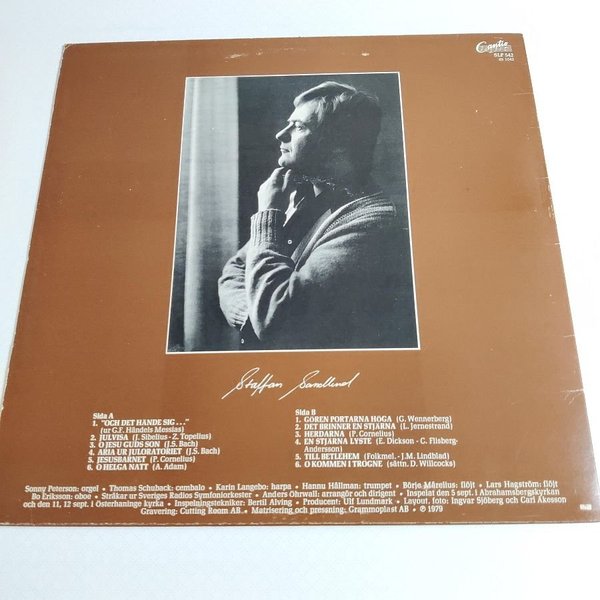 Cantio
SLP 542
Staffan Sandlund
Sida A
1. "OCH DET HÄNDE SIG . . ."
(ur G.F. Händels Messias)
2. JULVISA (J. Sibelius - Z. Topelius)
3. O JESU GUDS SON (J.S. Bach)
4. ARIA UR JULORATORIET (J.S. Bach)
5. JESUSBARNET (P. Cornelius)
6. O HELGA NATT (A. Adam)
Sida B
1. GÖREN PORTARNA HÖGA (G. Wennerberg)
2. DET BRINNER EN STJÄRNA (L. Jernestrand)
3. HERDARNA (P. Cornelius)
4. EN STJÄRNA LYSTE (E. Dickson - C. Flisberg-
Andersson)
5. TILL BETLEHEM (Folkmel. - J.M. Lindblad)
6. O KOMMEN I TROGNE (sättn. D. Willcocks)
Sonny Peterson: orgel • Thomas Schuback: cembalo • Karin Langebo: harpa • Hannu Hällman: trumpet • Börje Mårelius: flöjt • Lars Hagström: flöjt
Bo Eriksson: oboe • Stråkar ur Sveriges Radios Symfoniorkester • Anders Öhrwall: arrangör och dirigent • Inspelat den 5 sept. i Abrahamsbergskyrkan
och den 11, 12 sept. i Österhaninge kyrka • Inspelningstekniker: Bertil Alving • Producer: Ulf Lundmark • Layout, foto: Ingvar Sjöberg och Carl Åkesson
Gravering: Cutting Room AB • Matrisering och pressning: Grammoplast AB • ℗ 1979